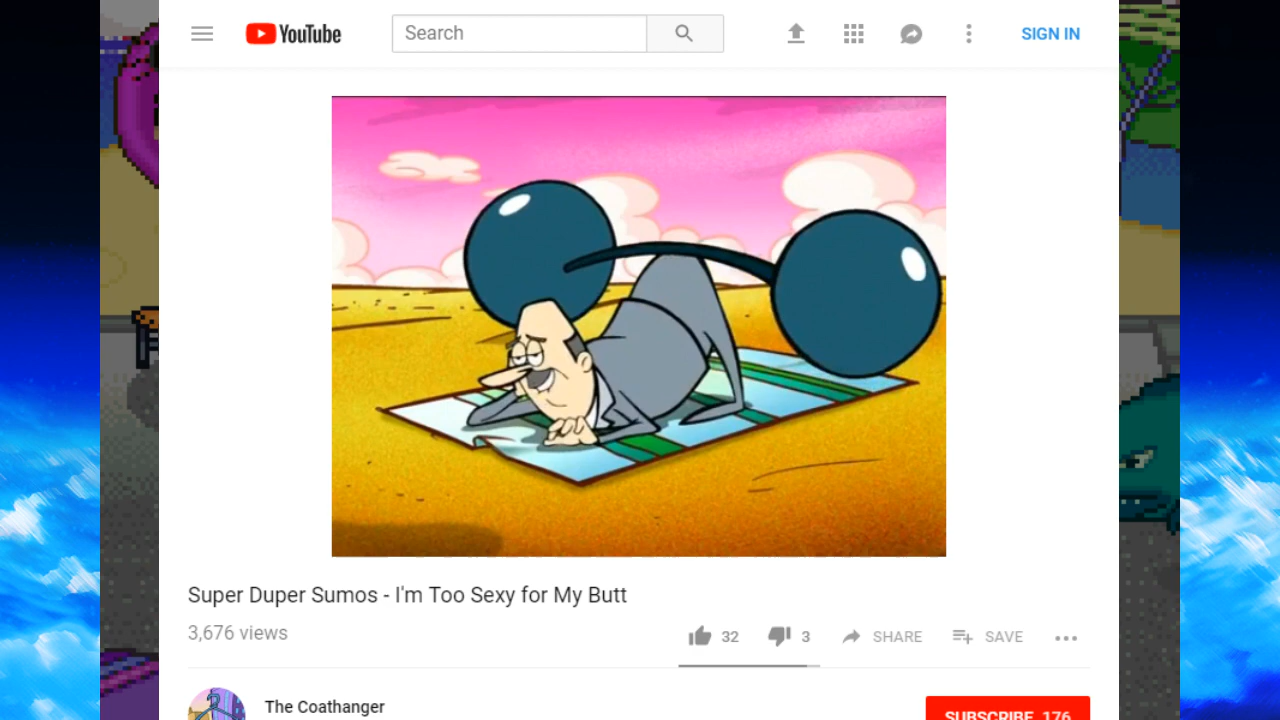 YouTube
Search
SIGN IN
Super Duper Sumos - I'm Too Sexy for My Butt
3,676 views
32
3
SHARE
SAVE
The Coathanger
SUBSCRIBE 176